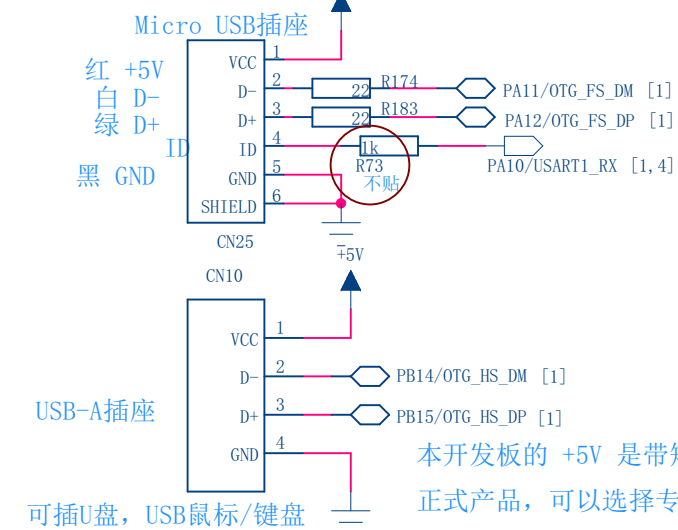 Micro USB插座
红 +5V
白 D-
绿 D+
ID
黑 GND
VCC 1
D- 2 22 R174 PA11/OTG_FS_DM [1]
D+ 3 22 R183 PA12/OTG_FS_DP [1]
ID 4 1k R73 PA10/USART1_RX [1,4]
不贴
GND 5
SHIELD 6
CN25
+5V
CN10
VCC 1
D- 2 PB14/OTG_HS_DM [1]
USB-A插座
D+ 3 PB15/OTG_HS_DP [1]
GND 4
本开发板的 +5V 是带
正式产品, 可以选择专
可插U盘, USB鼠标/键盘